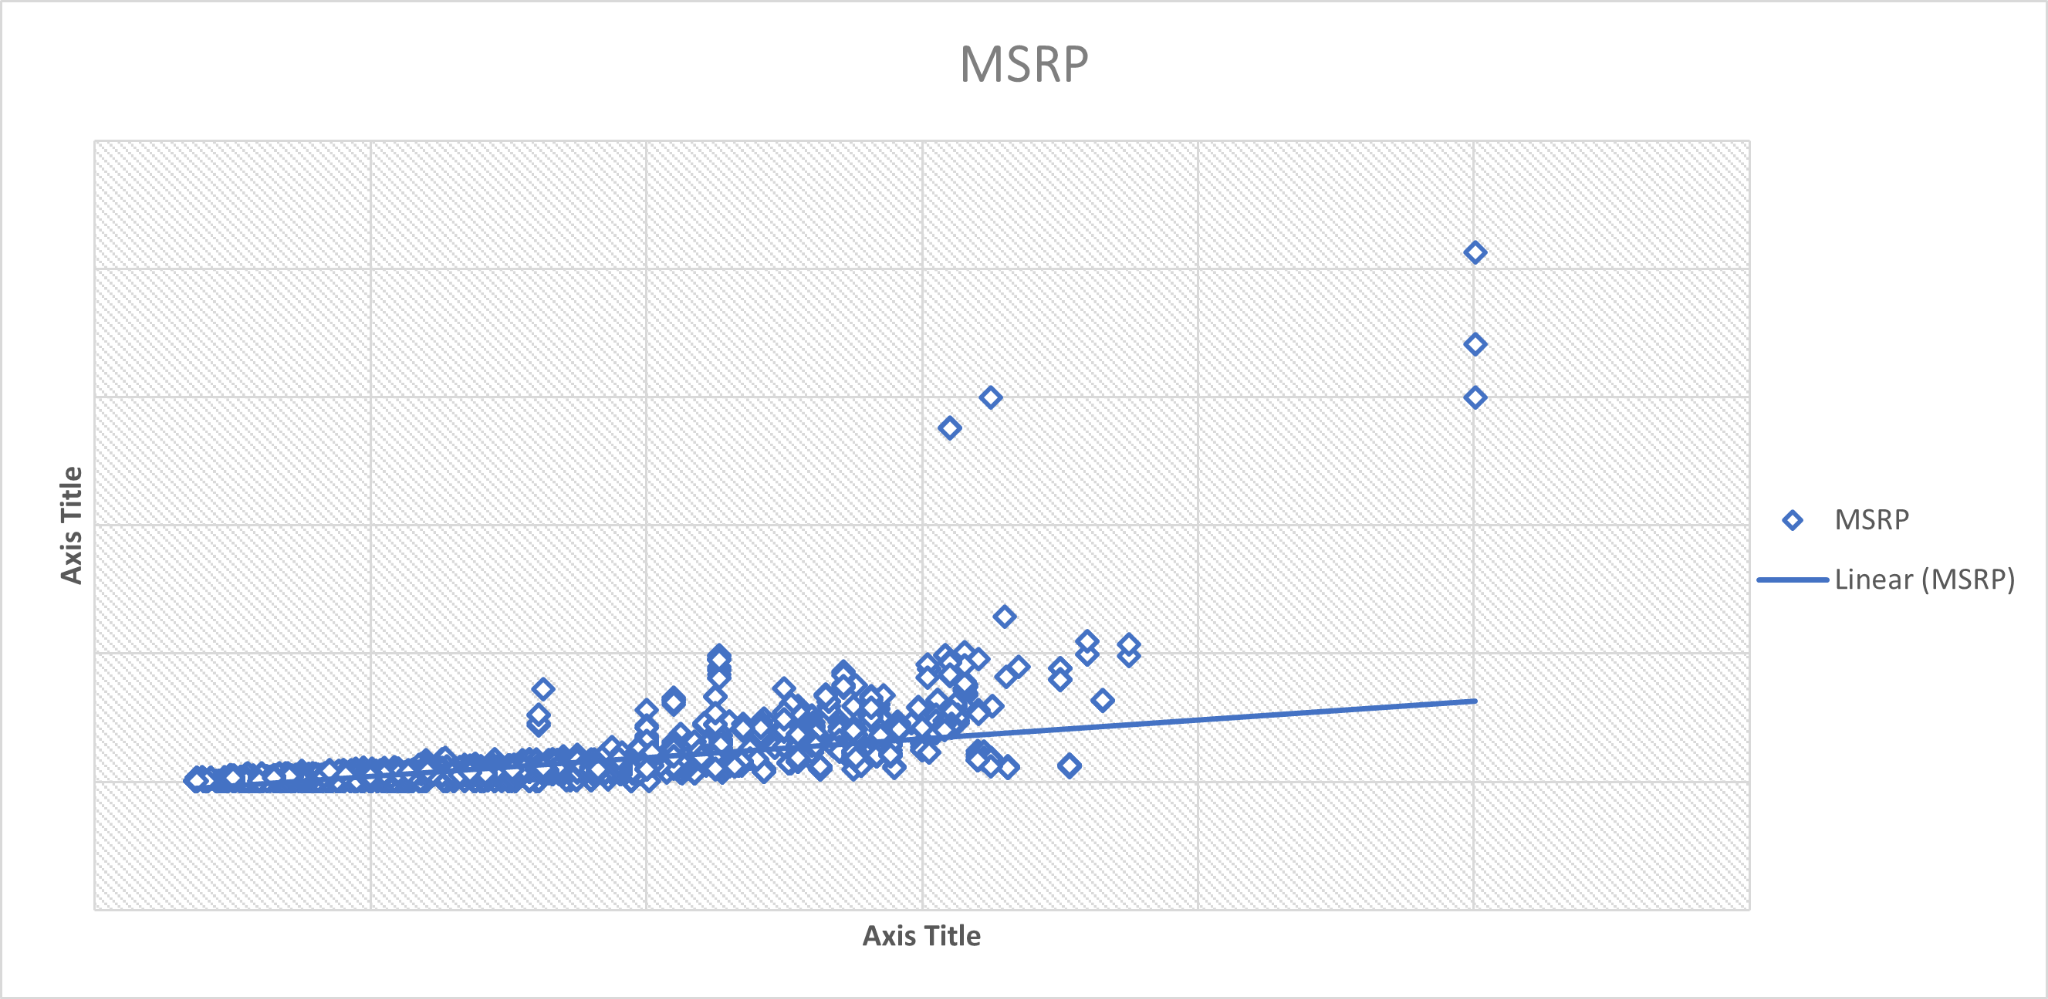 MSRP
Axis Title
MSRP
Linear (MSRP)
Axis Title